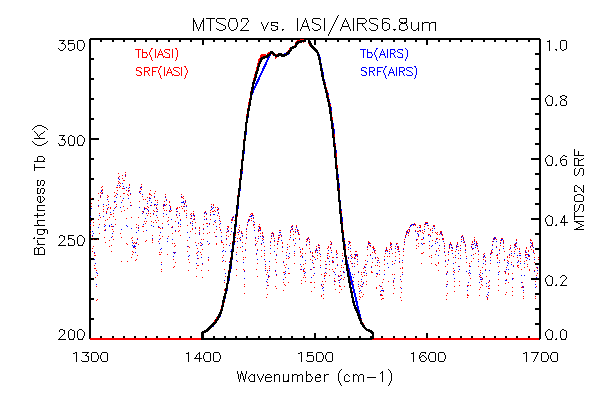 MTS02 vs. IASI/AIRS6.8um
Tb(IASI) Tb(AIRS)
SRF(IASI) SRF(AIRS)
350 1.0
0.8
300
0.6
0.4
250
0.2
200 0.0
1300 1400 1500 1600 1700
Wavenumber (cm-1)
Brightness Tb (K)
MTS02 SRF